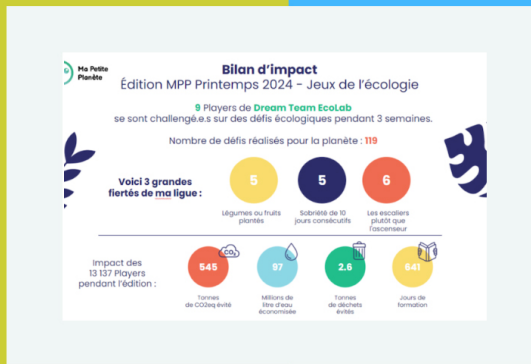 Ma Petite
Planète
Bilan d'impact
Édition MPP Printemps 2024 - Jeux de l'écologie
9 Players de Dream Team EcoLab
se sont challengé.e.s sur des défis écologiques pendant 3 semaines.
Nombre de défis réalisés pour la planète : 119
Voici 3 grandes
fiertés de ma ligue :
5
5
6
Légumes ou fruits
plantés
Sobriété de 10
jours consécutifs
Les escaliers
plutôt que
l'ascenseur
Impact des
13 137 Players
pendant l'édition :
CO2
545
97
2.6
641
Tonnes
de CO2eq évité
Millions de
litre d'eau
économisée
Tonnes
de déchets
évités
Jours de
formation